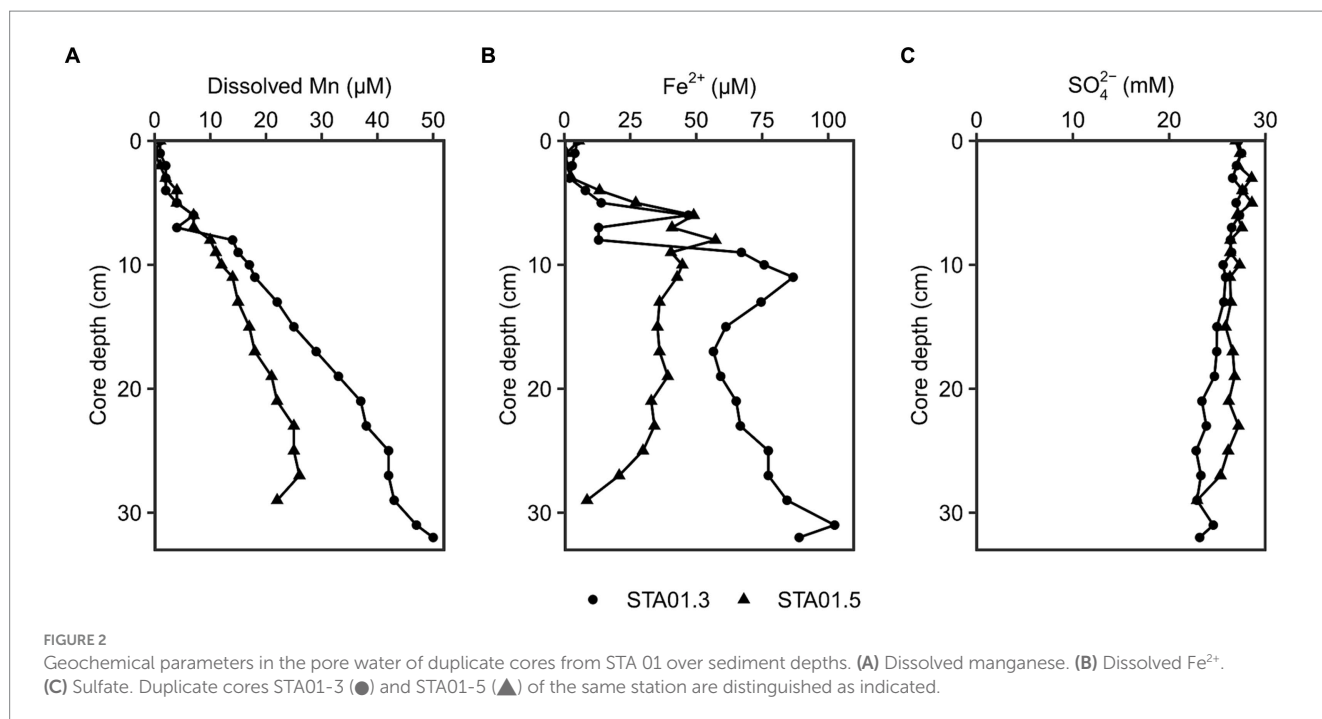 A
Dissolved Mn (µM)
0 10 20 30 40 50
0
10
20
30
Core depth (cm)
B
Fe²⁺ (µM)
0 25 50 75 100
0
10
20
30
Core depth (cm)
C
SO₄²⁻ (mM)
0 10 20 30
0
10
20
30
Core depth (cm)
● STA01.3 ▲ STA01.5
FIGURE 2
Geochemical parameters in the pore water of duplicate cores from STA 01 over sediment depths. (A) Dissolved manganese. (B) Dissolved Fe²⁺.
(C) Sulfate. Duplicate cores STA01-3 (●) and STA01-5 (▲) of the same station are distinguished as indicated.